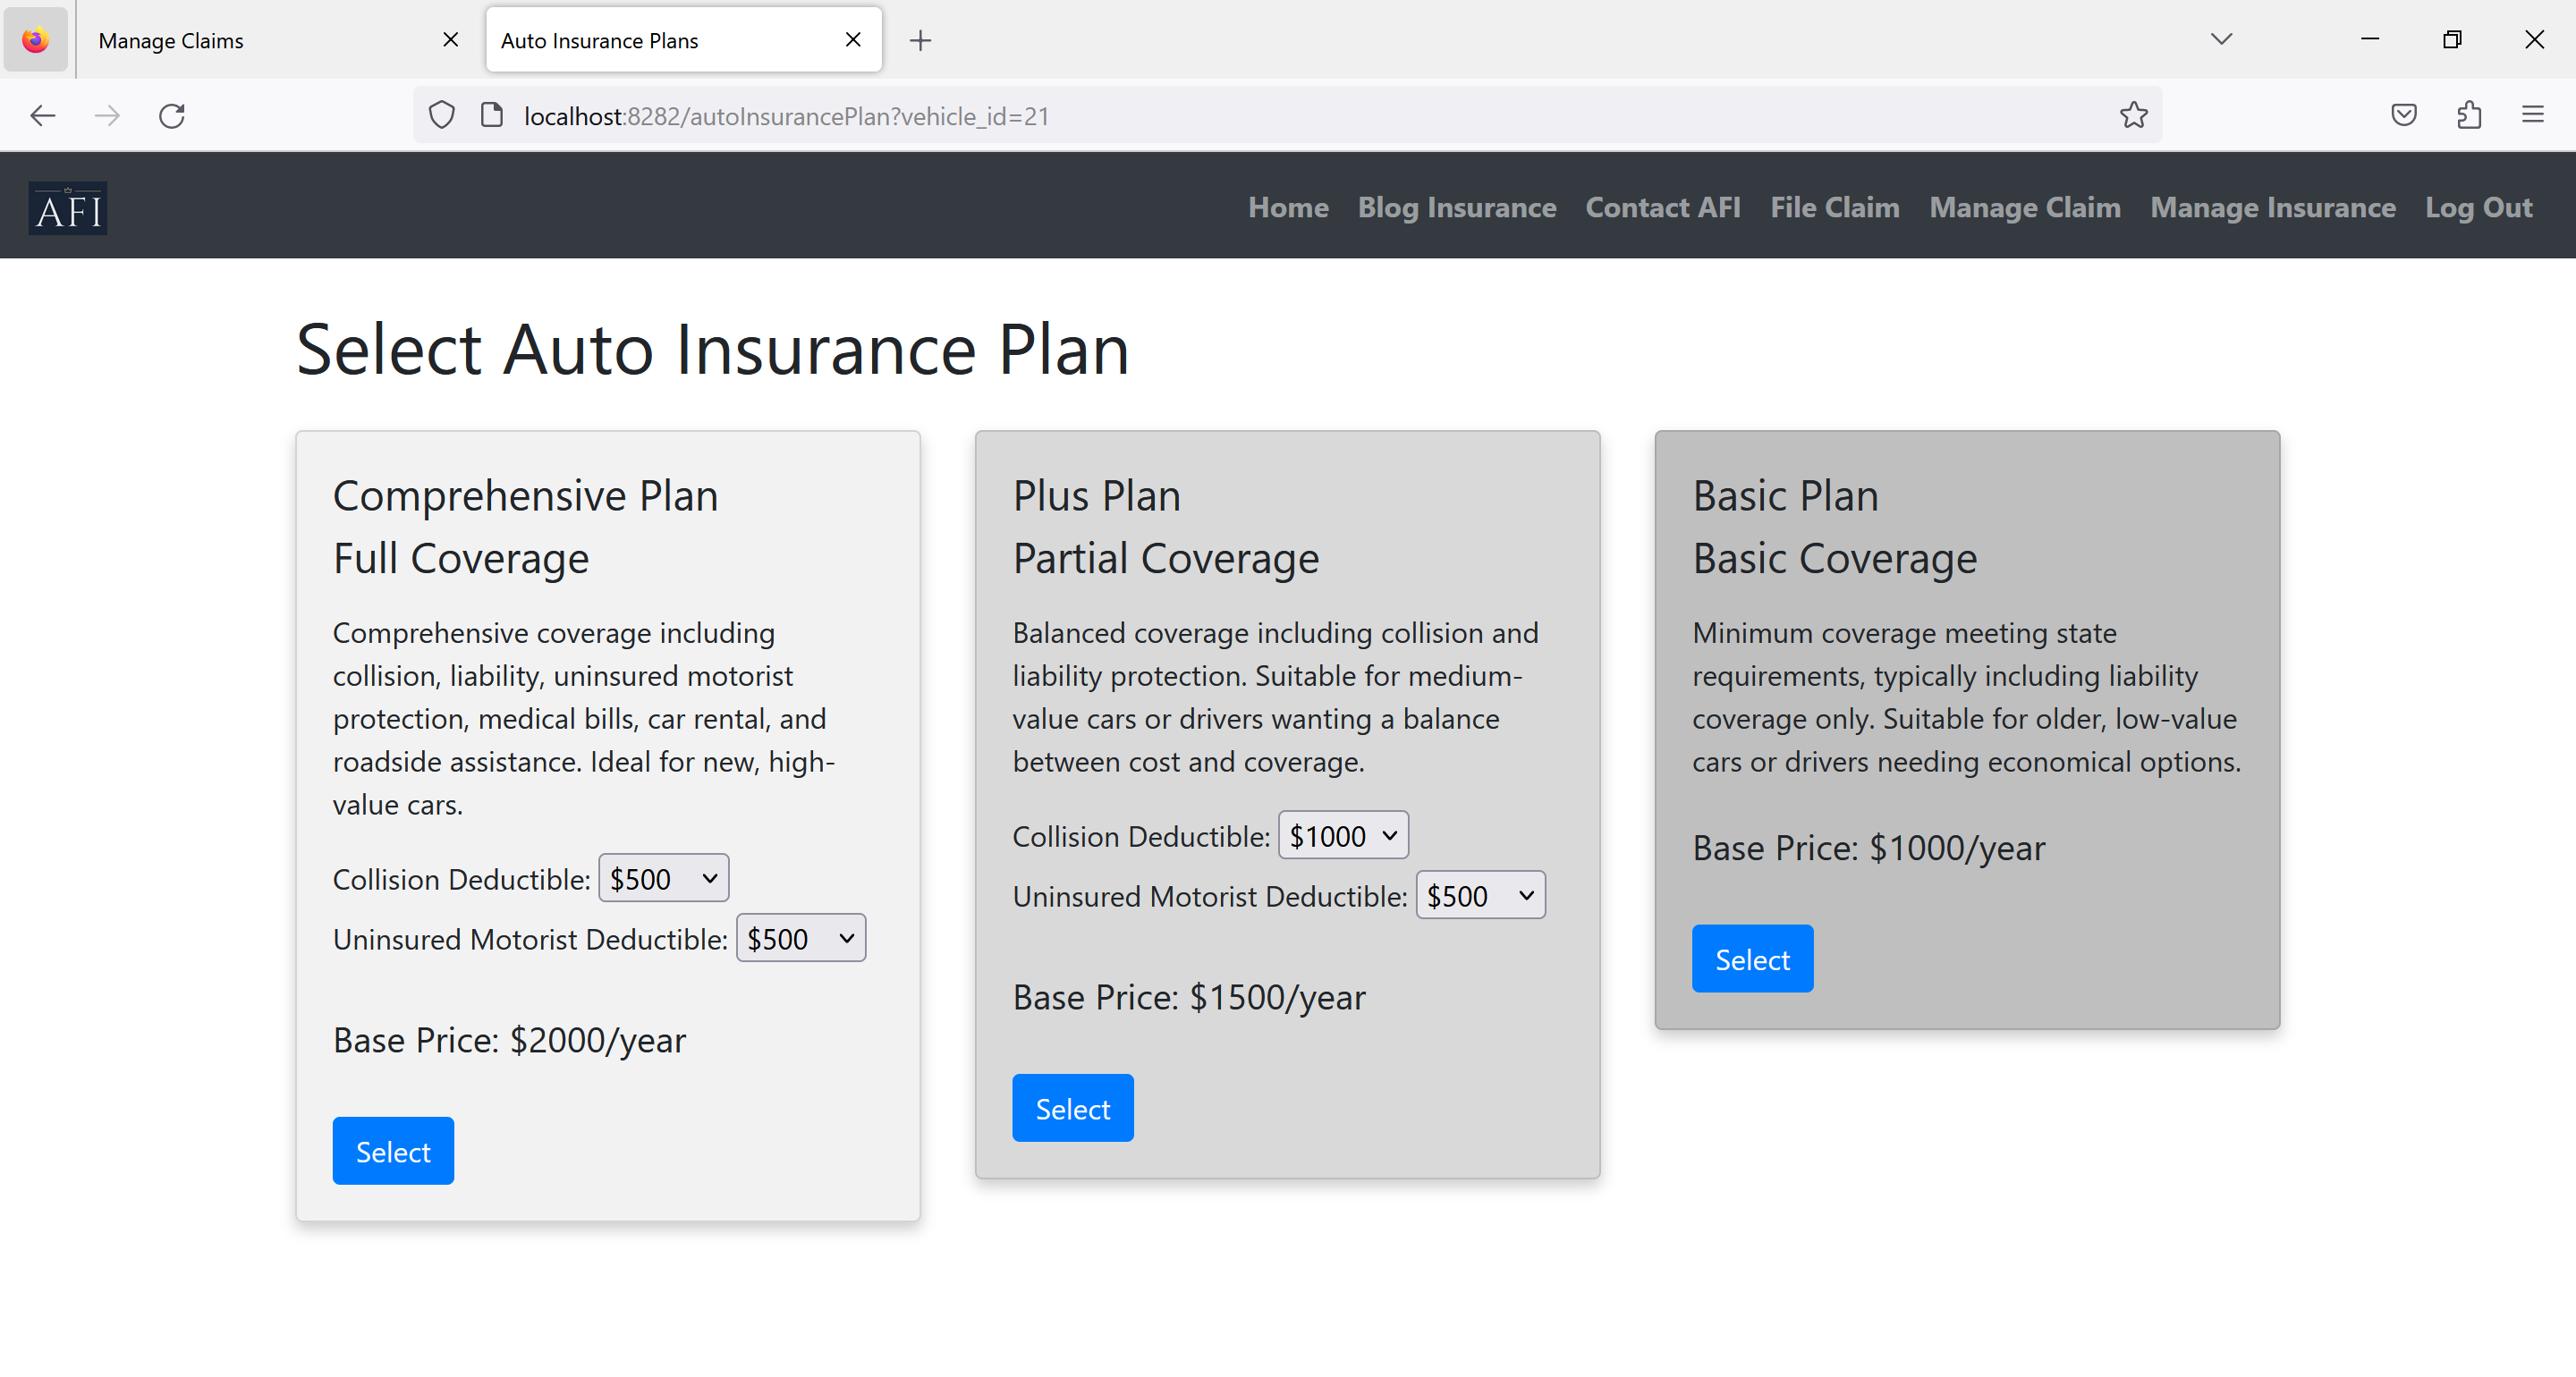 Manage Claims
Auto Insurance Plans
localhost:8282/autoInsurancePlan?vehicle_id=21
AFI
Home Blog Insurance Contact AFI File Claim Manage Claim Manage Insurance Log Out
Select Auto Insurance Plan
Comprehensive Plan
Full Coverage
Comprehensive coverage including
collision, liability, uninsured motorist
protection, medical bills, car rental, and
roadside assistance. Ideal for new, high-
value cars.
Collision Deductible: $500
Uninsured Motorist Deductible: $500
Base Price: $2000/year
Select
Plus Plan
Partial Coverage
Balanced coverage including collision and
liability protection. Suitable for medium-
value cars or drivers wanting a balance
between cost and coverage.
Collision Deductible: $1000
Uninsured Motorist Deductible: $500
Base Price: $1500/year
Select
Basic Plan
Basic Coverage
Minimum coverage meeting state
requirements, typically including liability
coverage only. Suitable for older, low-value
cars or drivers needing economical options.
Base Price: $1000/year
Select